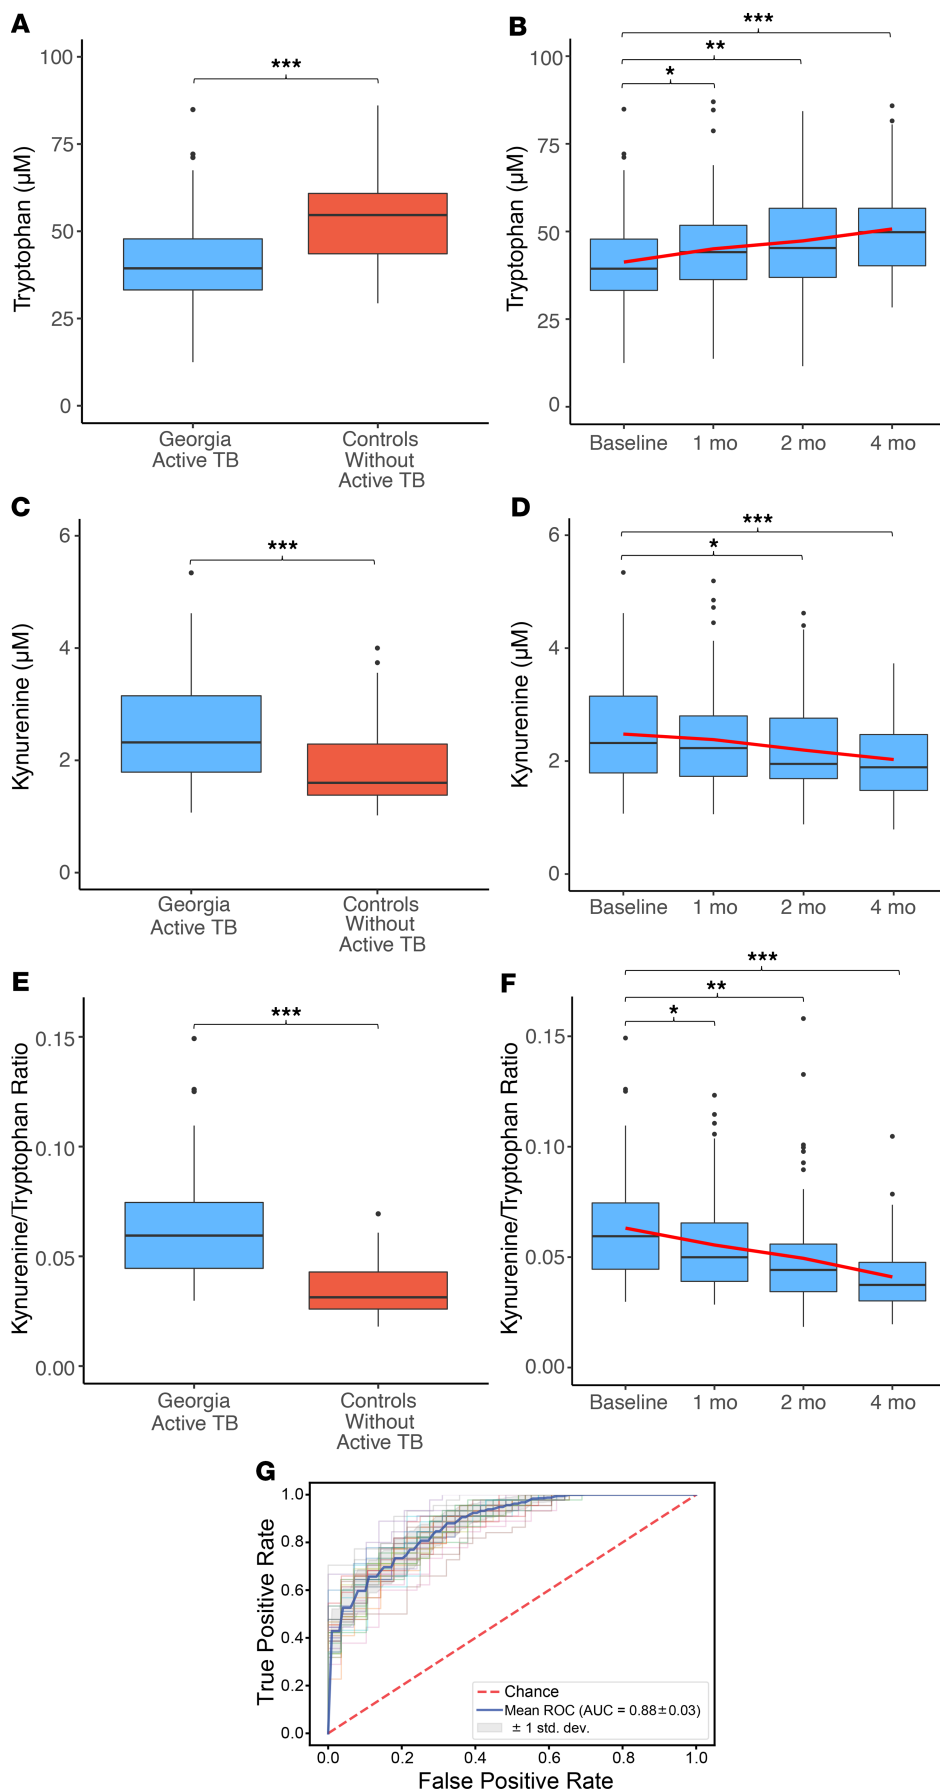 A
Tryptophan (µM)
100
75
50
25
0
***
Georgia
Active TB
Controls
Without
Active TB
B
Tryptophan (µM)
100
75
50
25
0
***
**
*
Baseline
1 mo
2 mo
4 mo
C
Kynurenine (µM)
6
4
2
0
***
Georgia
Active TB
Controls
Without
Active TB
D
Kynurenine (µM)
6
4
2
0
***
*
Baseline
1 mo
2 mo
4 mo
E
Kynurenine/Tryptophan Ratio
0.15
0.10
0.05
0.00
***
Georgia
Active TB
Controls
Without
Active TB
F
Kynurenine/Tryptophan Ratio
0.15
0.10
0.05
0.00
***
**
*
Baseline
1 mo
2 mo
4 mo
G
True Positive Rate
1.0
0.8
0.6
0.4
0.2
0.0
Chance
Mean ROC (AUC = 0.88±0.03)
± 1 std. dev.
0.0
0.2
0.4
0.6
0.8
1.0
False Positive Rate